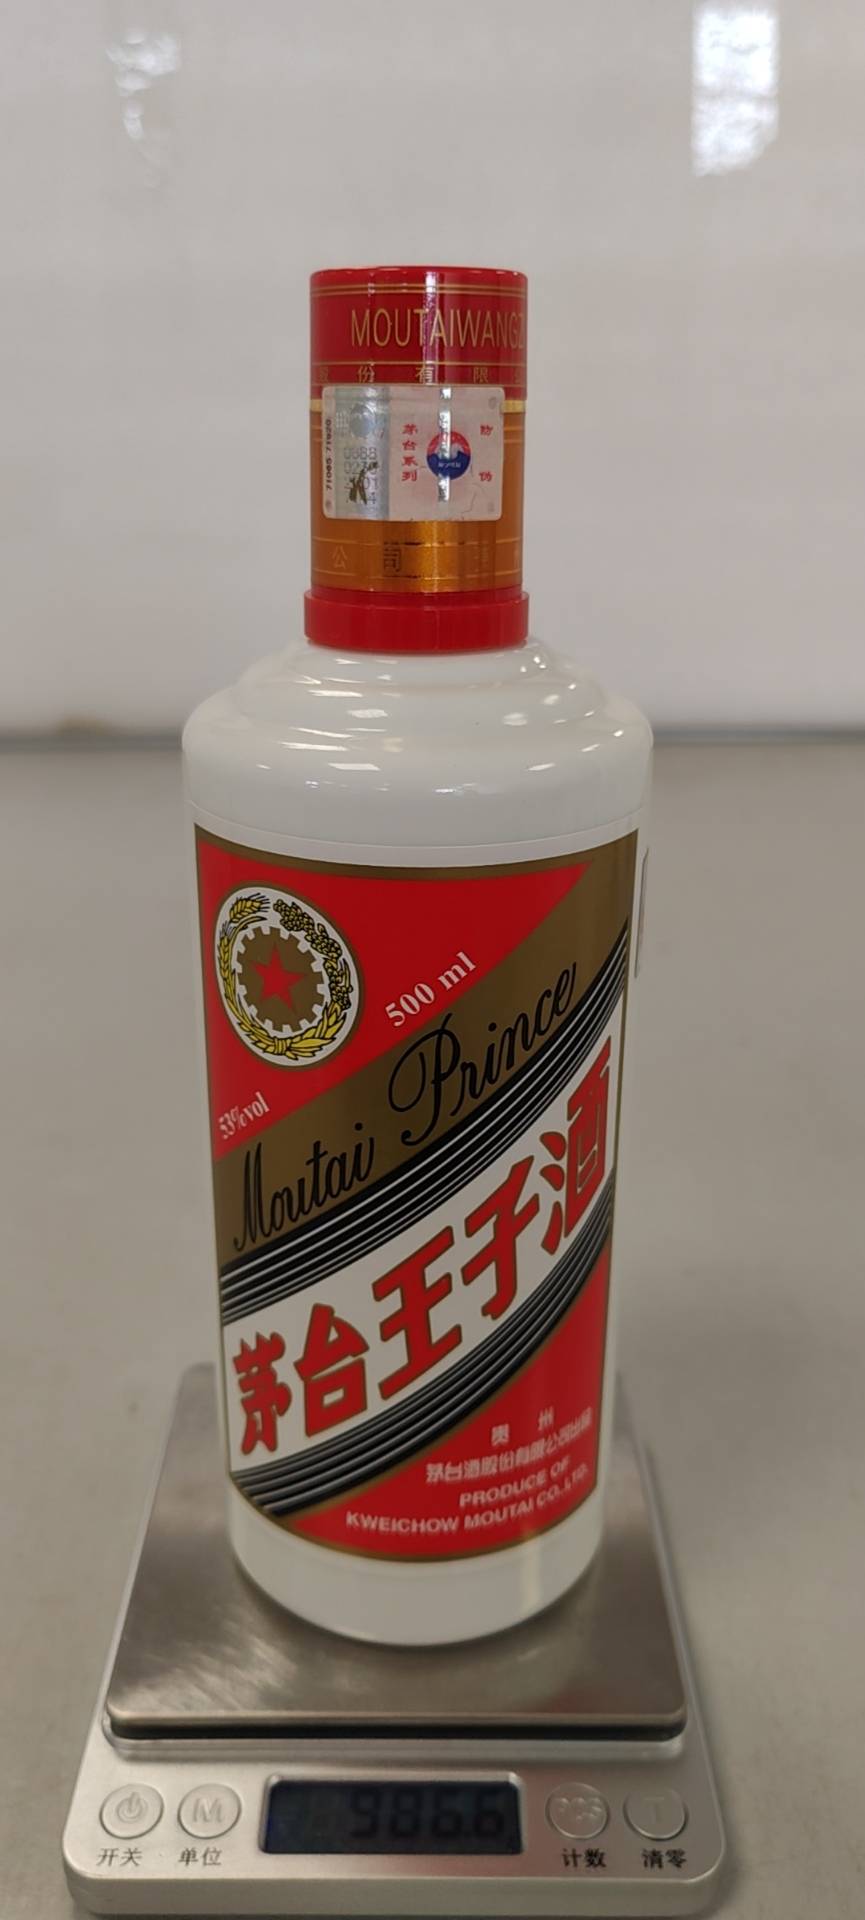 MOUTAIWANGZ
股份有限
茅台系列
防伪
公司
500 ml
53%vol
Moutai Prince
茅台王子酒
贵州
茅台酒股份有限公司出品
PRODUCE OF
KWEICHOW MOUTAI CO.,LTD.
986.6
M
PCS
T
开关
单位
计数
清零